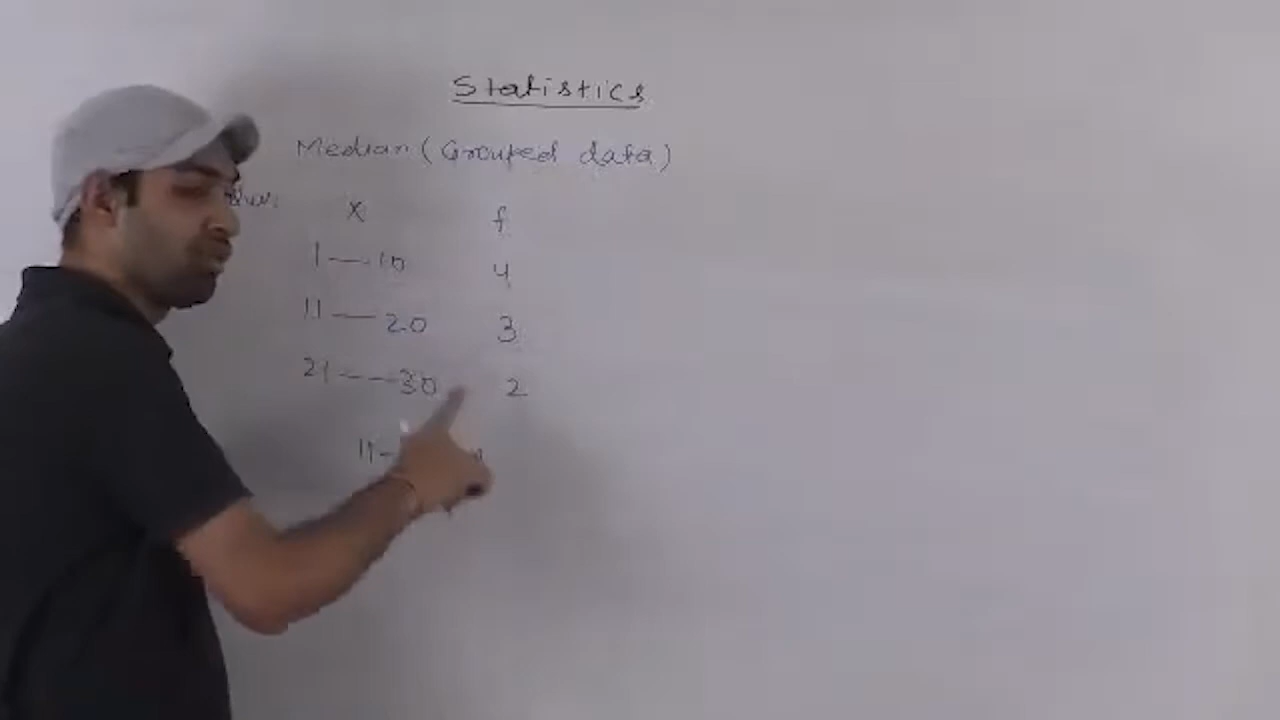 Statistics
Median (Grouped data)
X f
1 — 10 4
11 — 20 3
21 — 30 2
11 -